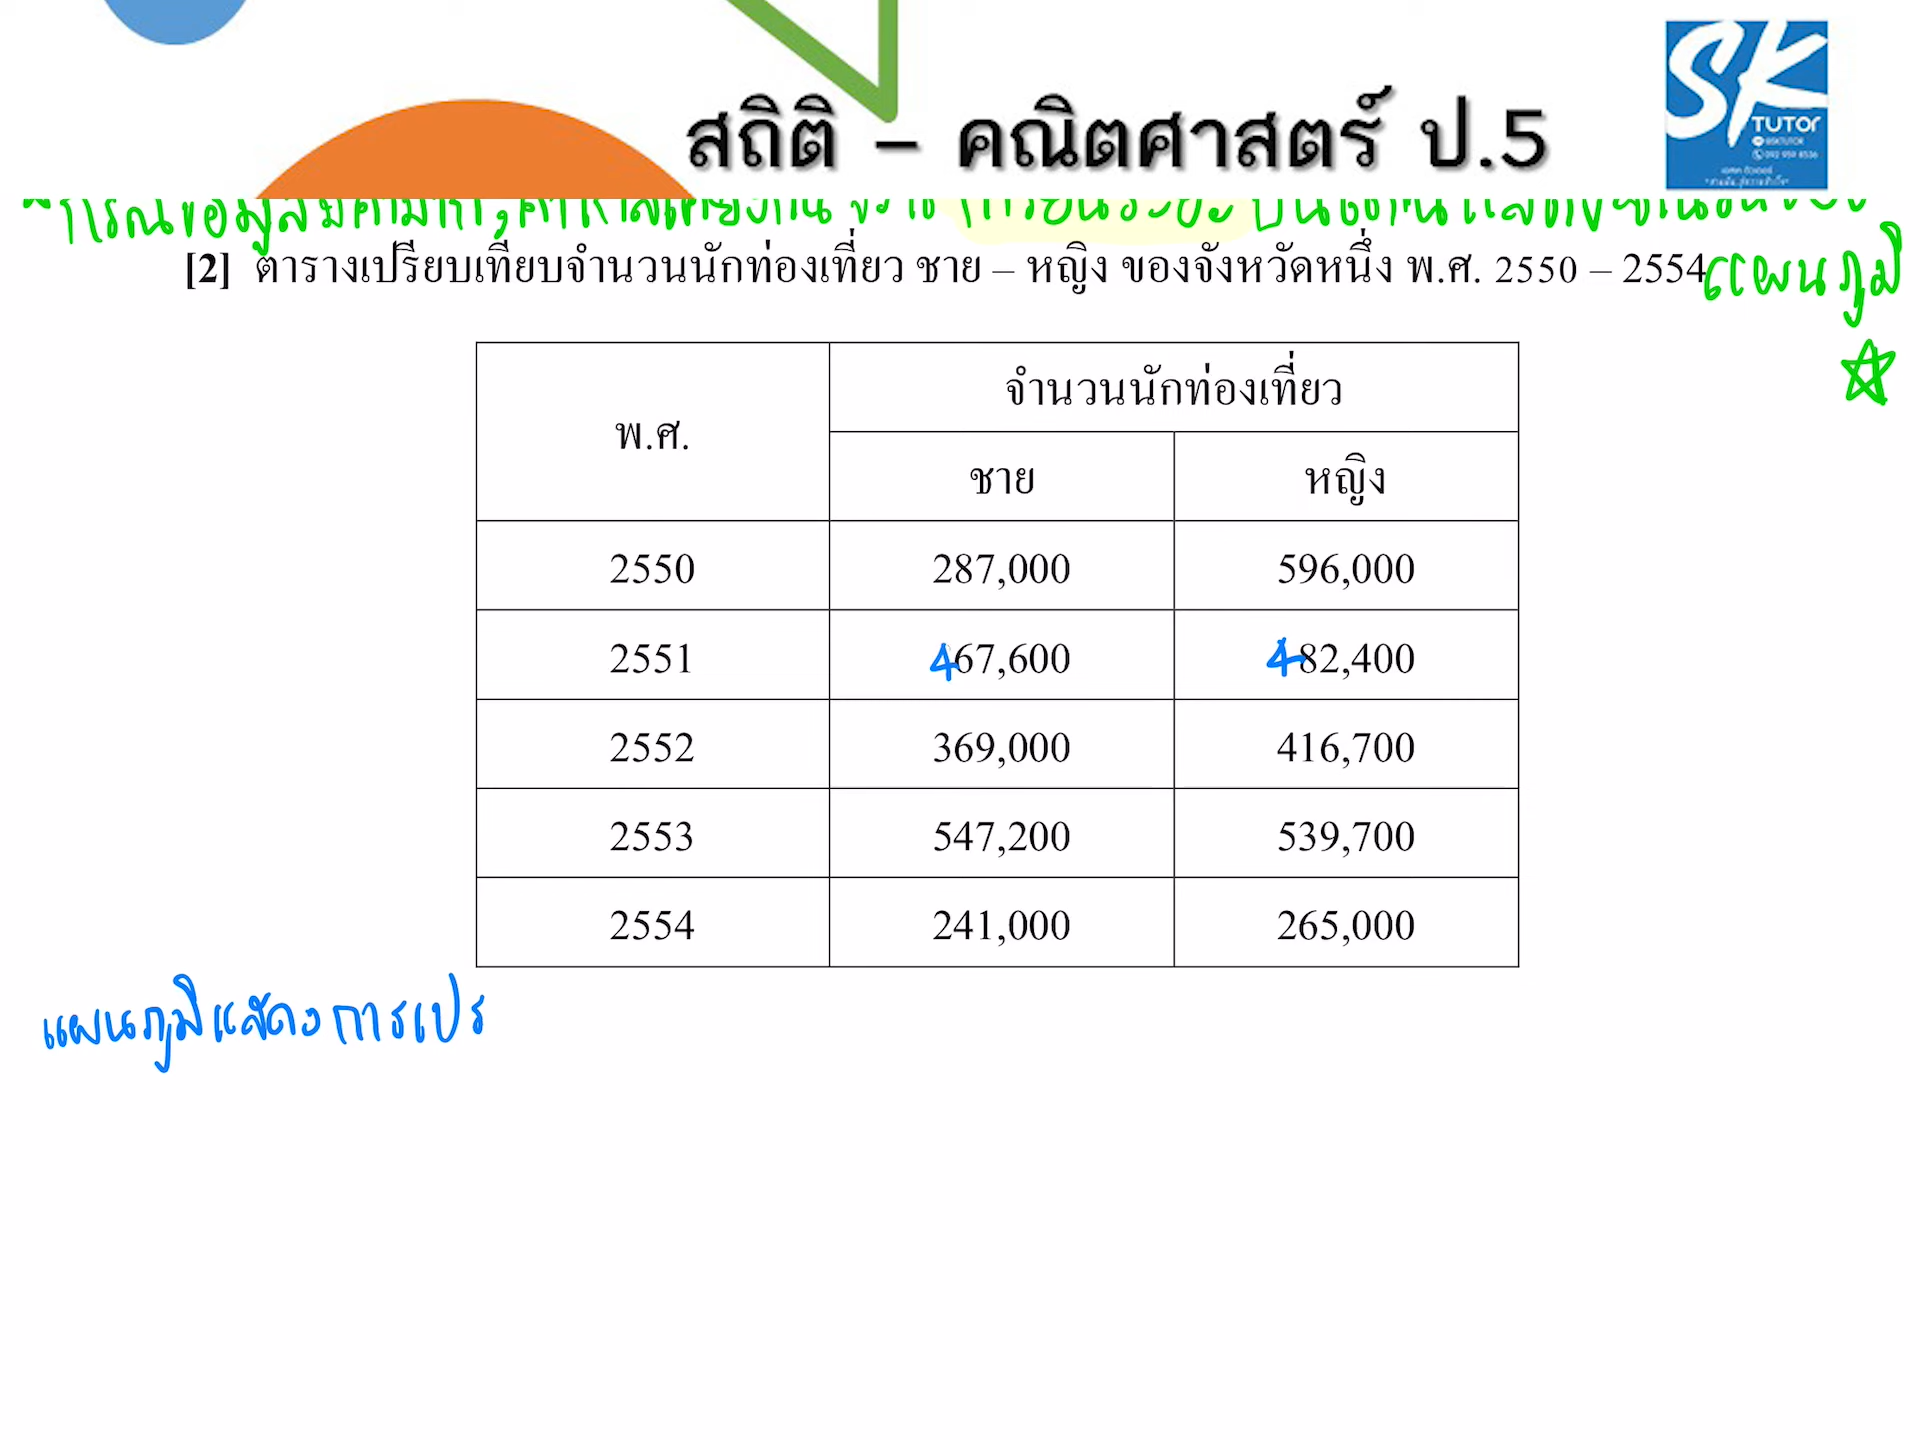 สถิติ – คณิตศาสตร์ ป.5
SK
TUTOR
092 959 8536
[2] ตารางเปรียบเทียบจำนวนนักท่องเที่ยว ชาย – หญิง ของจังหวัดหนึ่ง พ.ศ. 2550 – 2554
แผนภูมิ
พ.ศ. จำนวนนักท่องเที่ยว
ชาย หญิง
2550 287,000 596,000
2551 467,600 482,400
2552 369,000 416,700
2553 547,200 539,700
2554 241,000 265,000
แผนภูมิแสดงการเปร